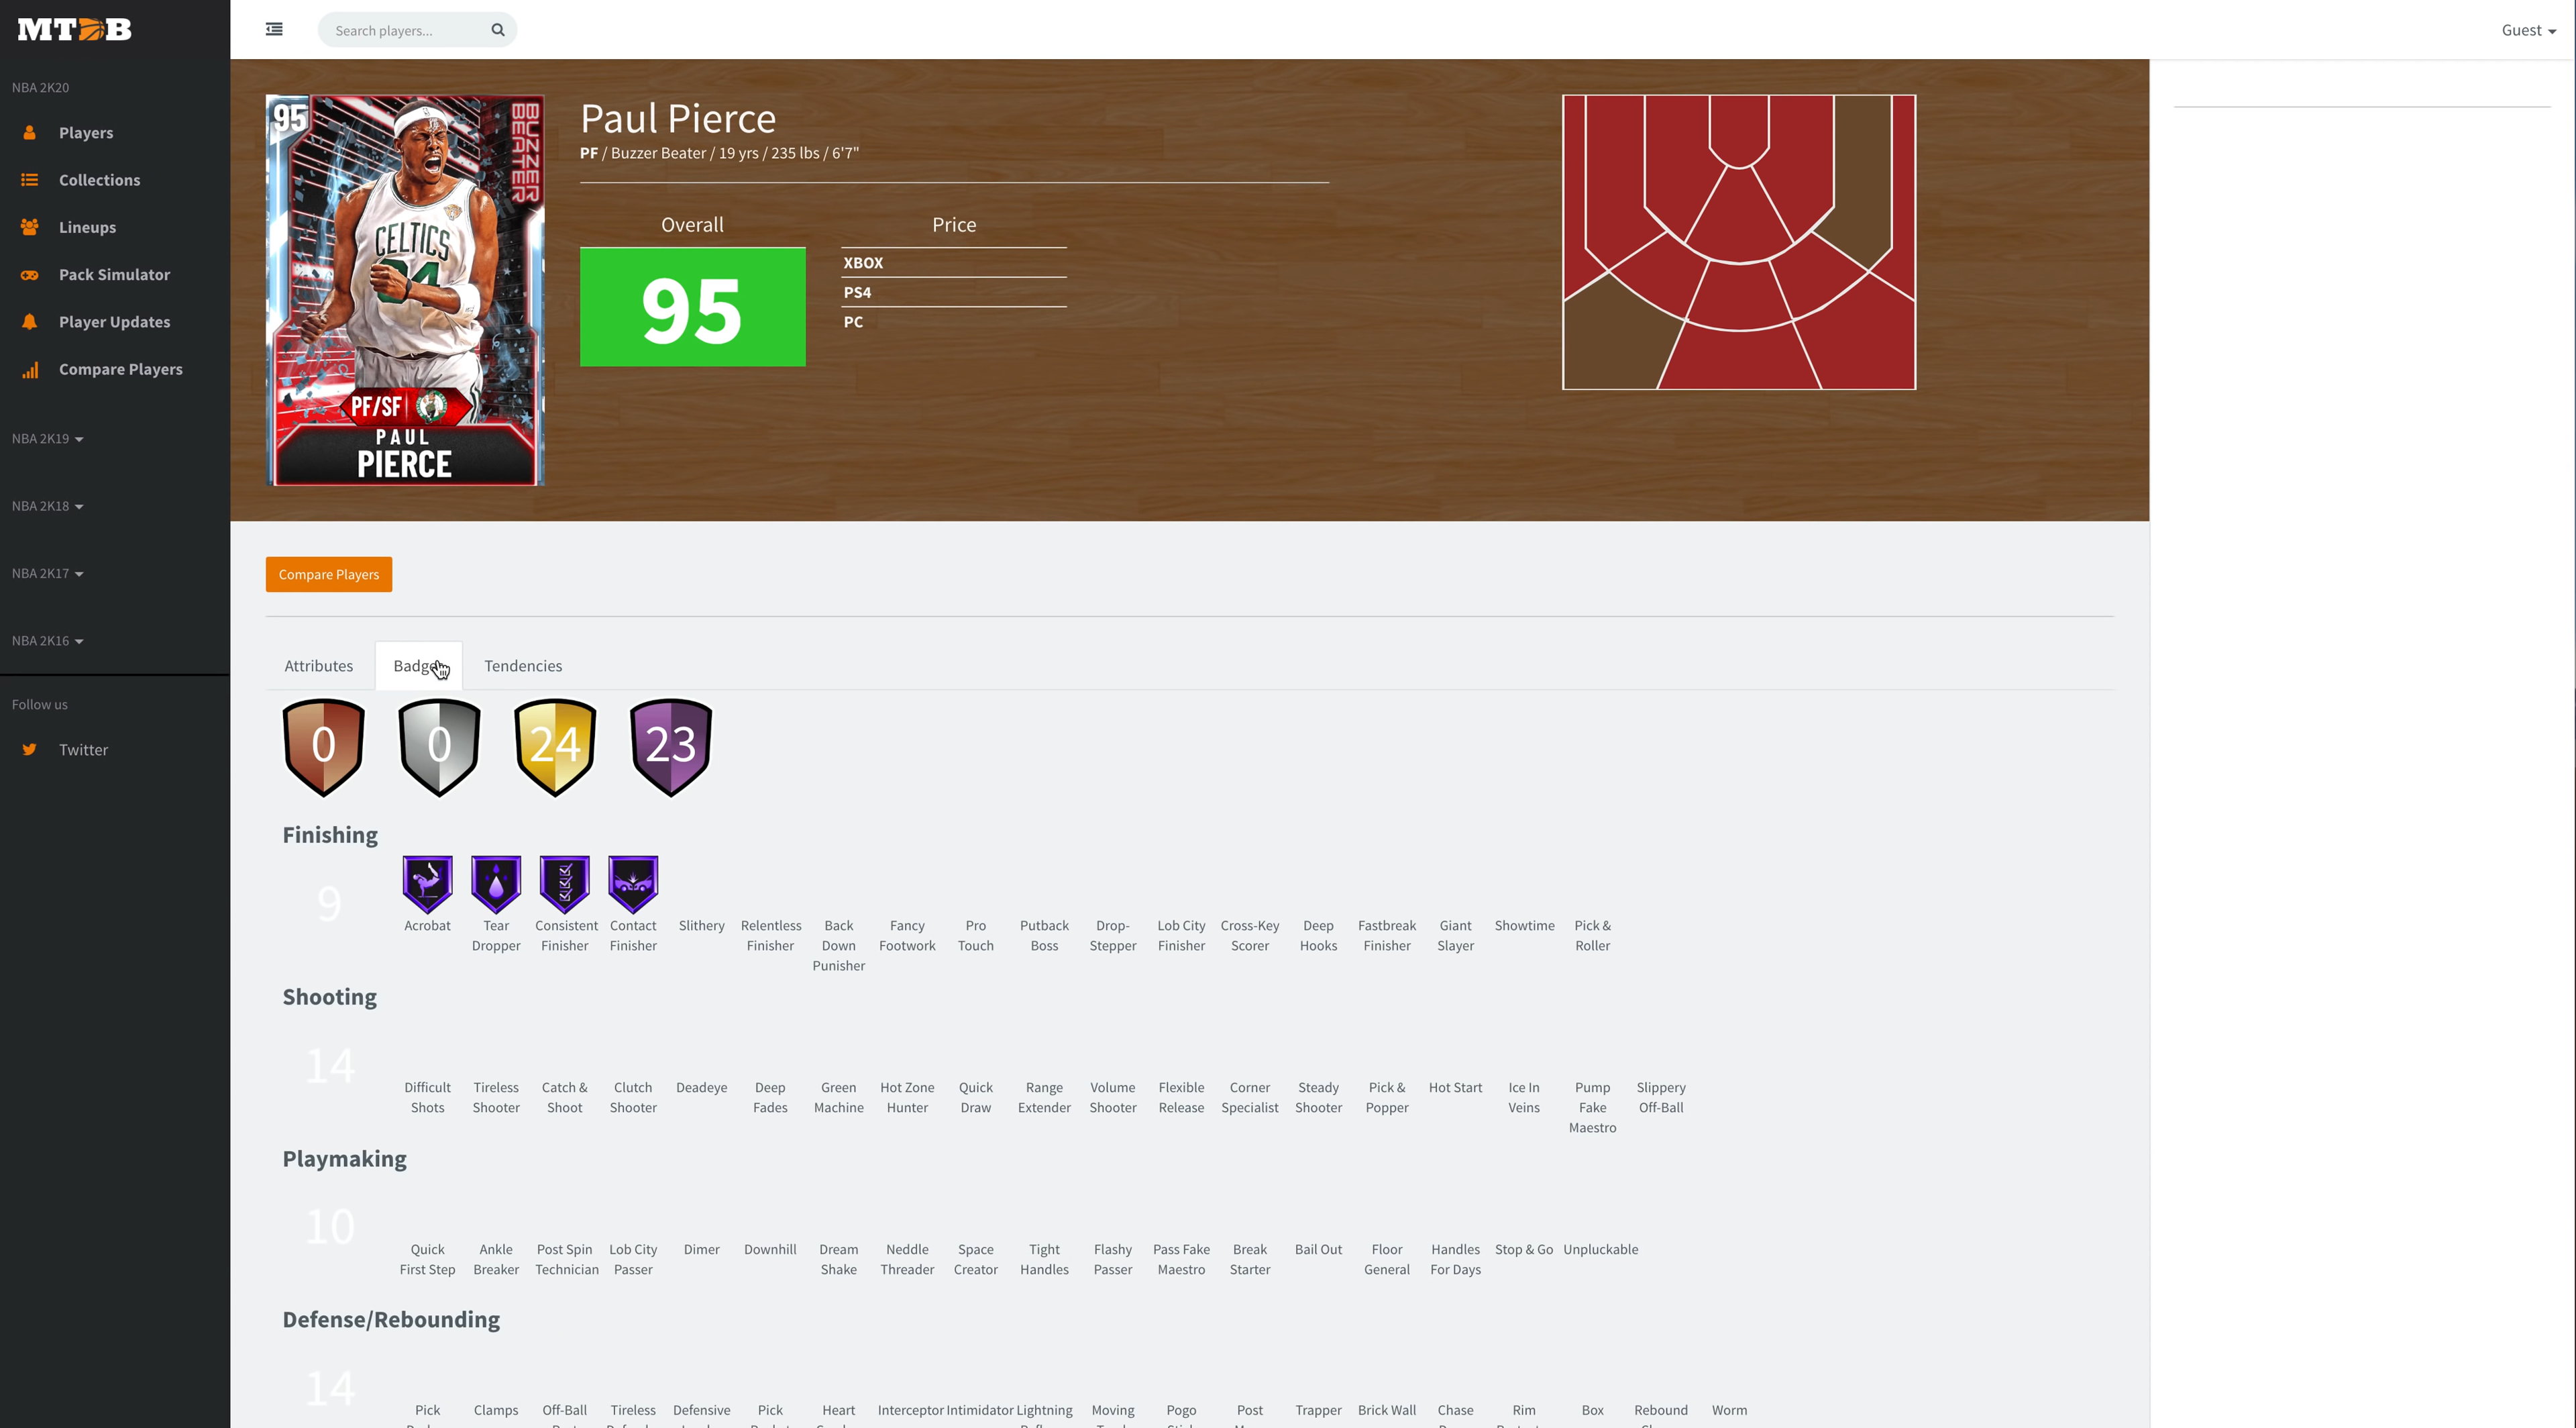 MTDB
Search players...
Guest
NBA 2K20
Players
Collections
Lineups
Pack Simulator
Player Updates
Compare Players
NBA 2K19
NBA 2K18
NBA 2K17
NBA 2K16
Follow us
Twitter
95
BUZZER
BEATER
CELTICS
34
PF/SF
PAUL
PIERCE
Paul Pierce
PF / Buzzer Beater / 19 yrs / 235 lbs / 6'7"
Overall
95
Price
XBOX
PS4
PC
Compare Players
Attributes
Tendencies
0 0 24 23
Finishing
9
Acrobat
Tear Dropper
Consistent Finisher
Contact Finisher
Slithery
Relentless Finisher
Back Down Punisher
Fancy Footwork
Pro Touch
Putback Boss
Drop-Stepper
Lob City Finisher
Cross-Key Scorer
Deep Hooks
Fastbreak Finisher
Giant Slayer
Showtime
Pick & Roller
Shooting
14
Difficult Shots
Tireless Shooter
Catch & Shoot
Clutch Shooter
Deadeye
Deep Fades
Green Machine
Hot Zone Hunter
Quick Draw
Range Extender
Volume Shooter
Flexible Release
Corner Specialist
Steady Shooter
Pick & Popper
Hot Start
Ice In Veins
Pump Fake Maestro
Slippery Off-Ball
Playmaking
10
Quick First Step
Ankle Breaker
Post Spin Technician
Lob City Passer
Dimer
Downhill
Dream Shake
Neddle Threader
Space Creator
Tight Handles
Flashy Passer
Pass Fake Maestro
Break Starter
Bail Out
Floor General
Handles For Days
Stop & Go
Unpluckable
Defense/Rebounding
14
Pick
Clamps
Off-Ball
Tireless
Defensive
Pick
Heart
Interceptor
Intimidator
Lightning
Moving
Pogo
Post
Trapper
Brick Wall
Chase
Rim
Box
Rebound
Worm